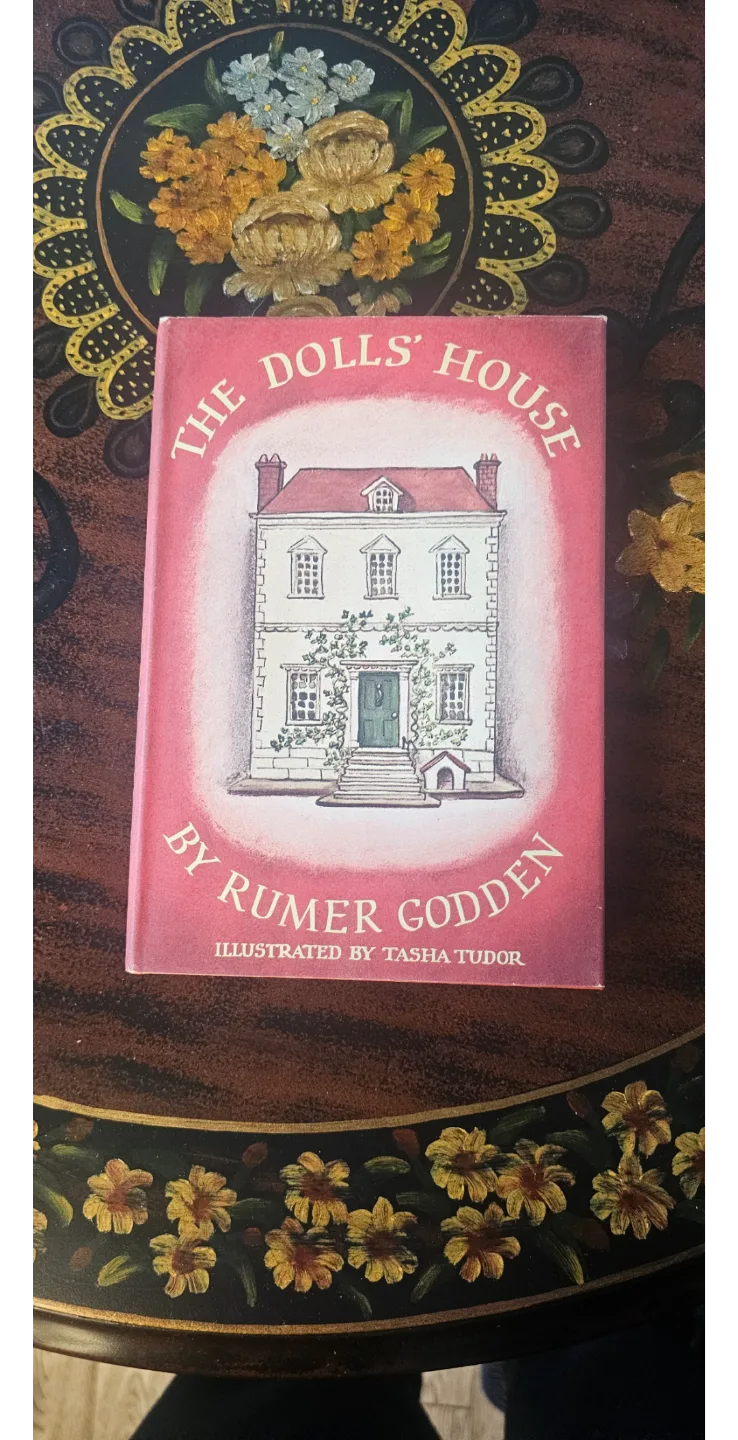 THE DOLLS' HOUSE
BY RUMER GODDEN
ILLUSTRATED BY TASHA TUDOR